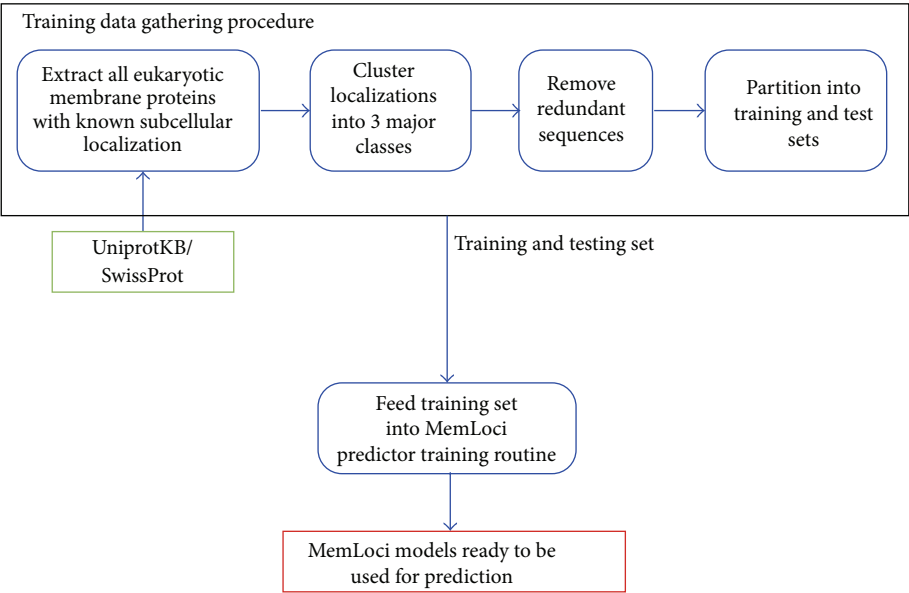 Training data gathering procedure
Extract all eukaryotic
membrane proteins
with known subcellular
localization
Cluster
localizations
into 3 major
classes
Remove
redundant
sequences
Partition into
training and test
sets
UniprotKB/
SwissProt
Training and testing set
Feed training set
into MemLoci
predictor training routine
MemLoci models ready to be
used for prediction